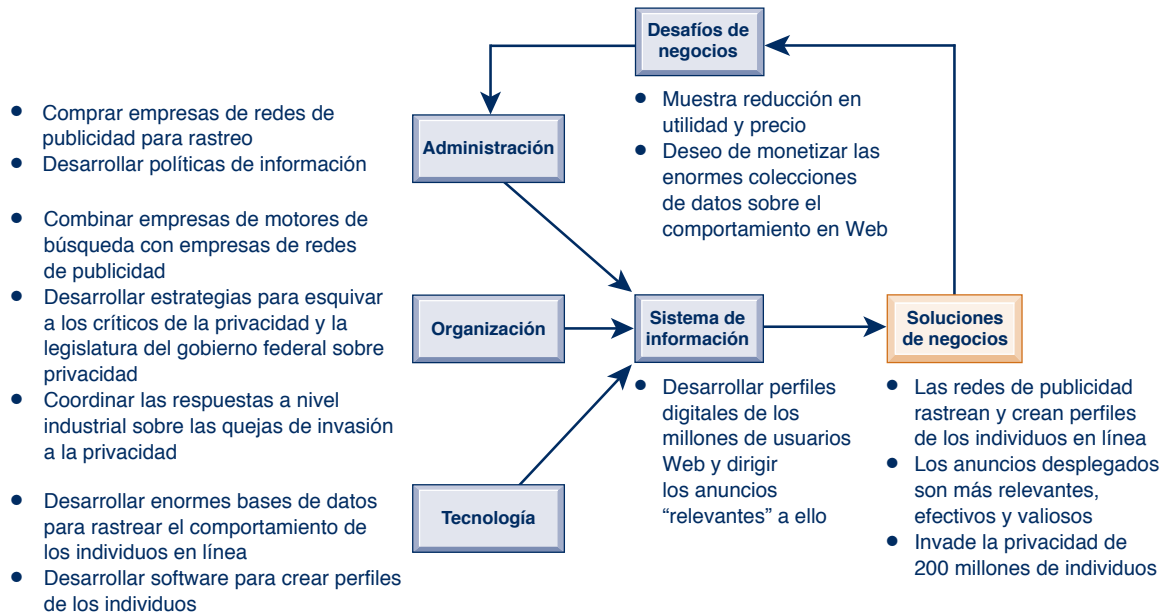 Desafíos de
negocios
• Muestra reducción en
utilidad y precio
• Deseo de monetizar las
enormes colecciones
de datos sobre el
comportamiento en Web
• Comprar empresas de redes de
publicidad para rastreo
• Desarrollar políticas de información
Administración
• Combinar empresas de motores de
búsqueda con empresas de redes
de publicidad
• Desarrollar estrategias para esquivar
a los críticos de la privacidad y la
legislatura del gobierno federal sobre
privacidad
• Coordinar las respuestas a nivel
industrial sobre las quejas de invasión
a la privacidad
Organización
• Desarrollar enormes bases de datos
para rastrear el comportamiento de
los individuos en línea
• Desarrollar software para crear perfiles
de los individuos
Tecnología
Sistema de
información
• Desarrollar perfiles
digitales de los
millones de usuarios
Web y dirigir
los anuncios
“relevantes” a ello
Soluciones
de negocios
• Las redes de publicidad
rastrean y crean perfiles
de los individuos en línea
• Los anuncios desplegados
son más relevantes,
efectivos y valiosos
• Invade la privacidad de
200 millones de individuos